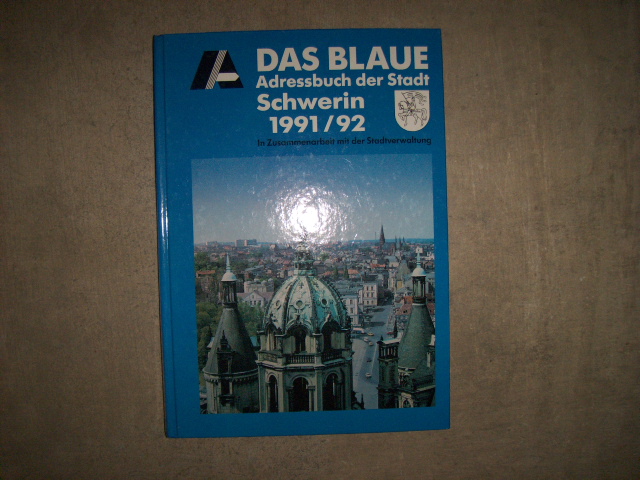 DAS BLAUE
Adressbuch der Stadt
Schwerin
1991/92
In Zusammenarbeit mit der Stadtverwaltung